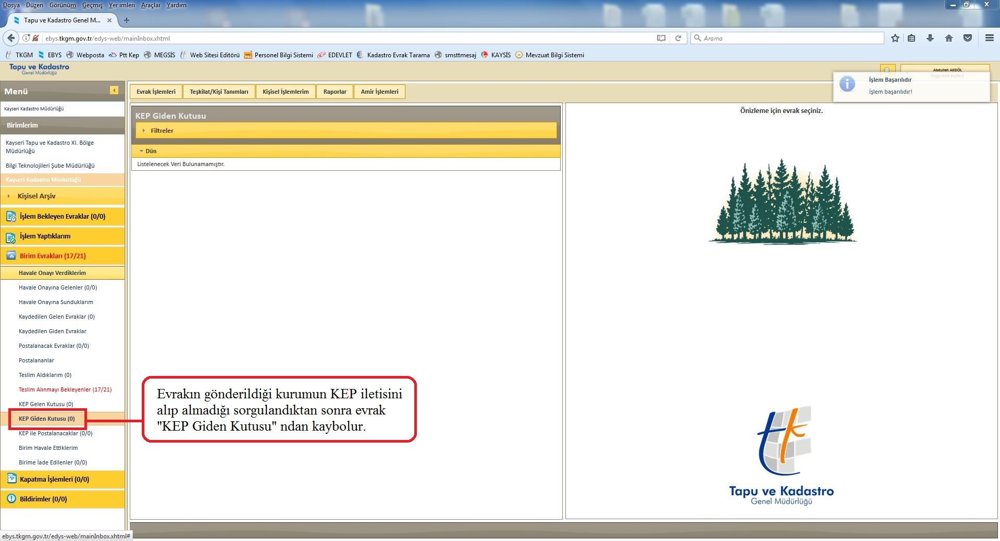 Dosya Düzen Görünüm Geçmiş Yer imleri Araçlar Yardım
Tapu ve Kadastro Genel M...
ebys.tkgm.gov.tr/edys-web/mainInbox.xhtml
Arama
TKGM EBYS Webposta Ptt Kep MEGSİS Web Sitesi Editörü Personel Bilgi Sistemi EDEVLET Kadastro Evrak Tarama smsttmesaj KAYSİS Mevzuat Bilgi Sistemi
Tapu ve Kadastro
Genel Müdürlüğü
Abdullah AKDÖL
(Uygulama Sayfası)
İşlem Başarılıdır
İşlem başarılıdır!
Menü
Evrak İşlemleri
Teşkilat/Kişi Tanımları
Kişisel İşlemlerim
Raporlar
Amir İşlemleri
Kayseri Kadastro Müdürlüğü
Birimlerim
Kayseri Tapu ve Kadastro XI. Bölge
Müdürlüğü
Bilgi Teknolojileri Şube Müdürlüğü
Kayseri Kadastro Müdürlüğü
Kişisel Arşiv
İşlem Bekleyen Evraklar (0/0)
İşlem Yaptıklarım
Birim Evrakları (17/21)
Havale Onayı Verdiklerim
Havale Onayına Gelenler (0/0)
Havale Onayına Sunduklarım
Kaydedilen Gelen Evraklar (0)
Kaydedilen Giden Evraklar
Postalanacak Evraklar (0/0)
Postalananlar
Teslim Aldıklarım (0)
Teslim Alınmayı Bekleyenler (17/21)
KEP Gelen Kutusu (0)
KEP Giden Kutusu (0)
KEP ile Postalanacaklar (0/0)
Birim Havale Ettiklerim
Birime İade Edilenler (0/0)
Kapatma İşlemleri (0/0)
Bildirimler (0/0)
KEP Giden Kutusu
Filtreler
Dün
Listelenecek Veri Bulunamamıştır.
Evrakın gönderildiği kurumun KEP iletisini
alıp almadığı sorgulandıktan sonra evrak
"KEP Giden Kutusu" ndan kaybolur.
Önizleme için evrak seçiniz.
Tapu ve Kadastro
Genel Müdürlüğü
ebys.tkgm.gov.tr/edys-web/mainInbox.xhtml#